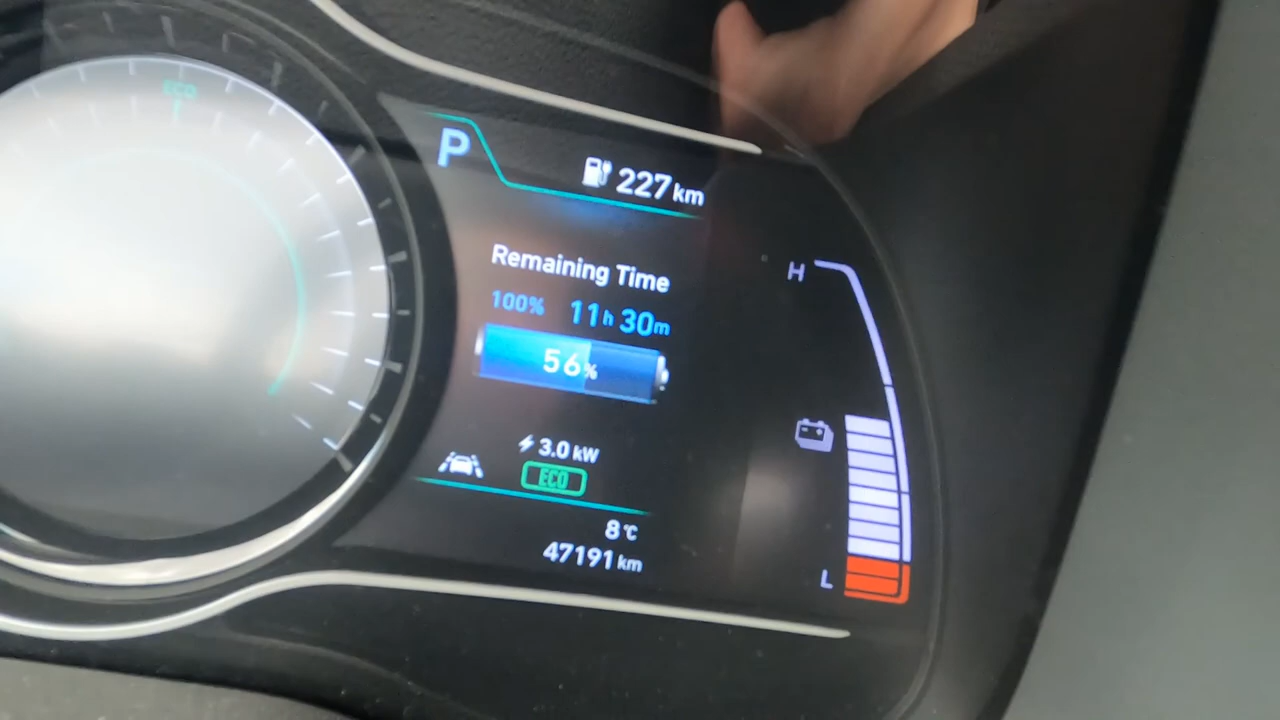 ECO
P
227 km
Remaining Time
100% 11h 30m
56%
3.0 kW
ECO
8°C
47191 km
H
L